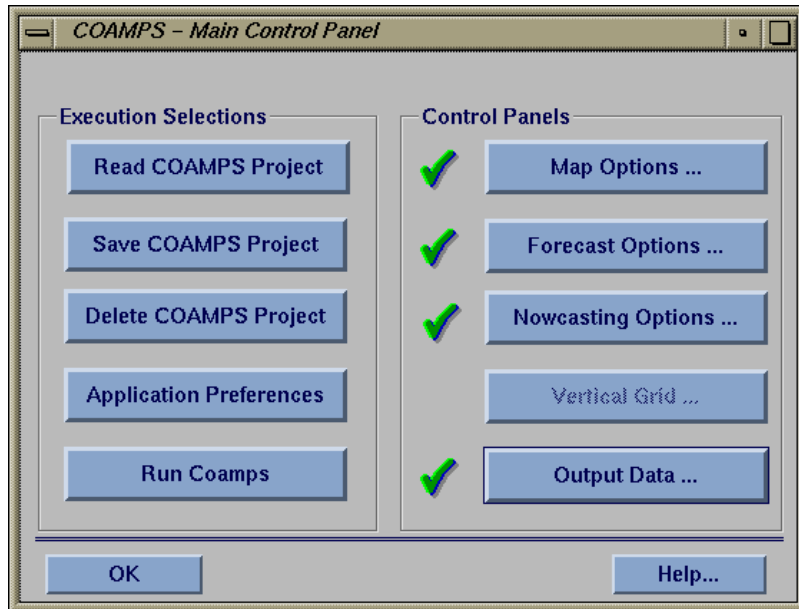 COAMPS – Main Control Panel
Execution Selections
Read COAMPS Project
Save COAMPS Project
Delete COAMPS Project
Application Preferences
Run Coamps
Control Panels
Map Options ...
Forecast Options ...
Nowcasting Options ...
Vertical Grid ...
Output Data ...
OK
Help...